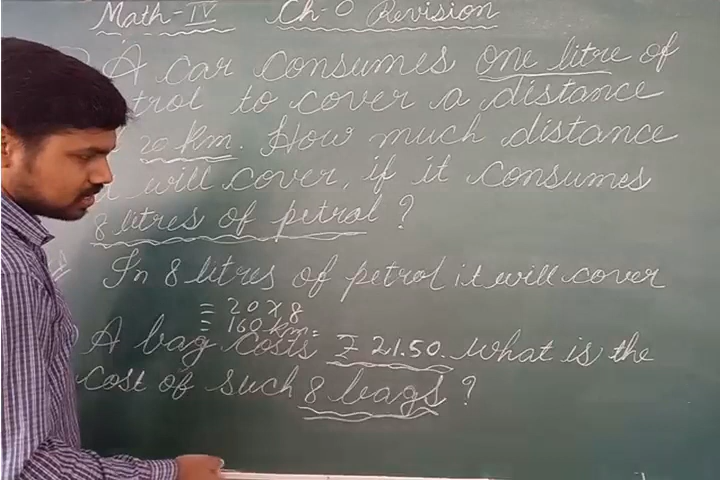 Math-IV Ch-0 Revision
A car consumes one litre of
trol to cover a distance
20 km. How much distance
will cover, if it consumes
8 litres of petrol ?
In 8 litres of petrol it will cover
= 20 x 8
= 160 km.
A bag costs ₹ 21.50. What is the
cost of such 8 bags ?